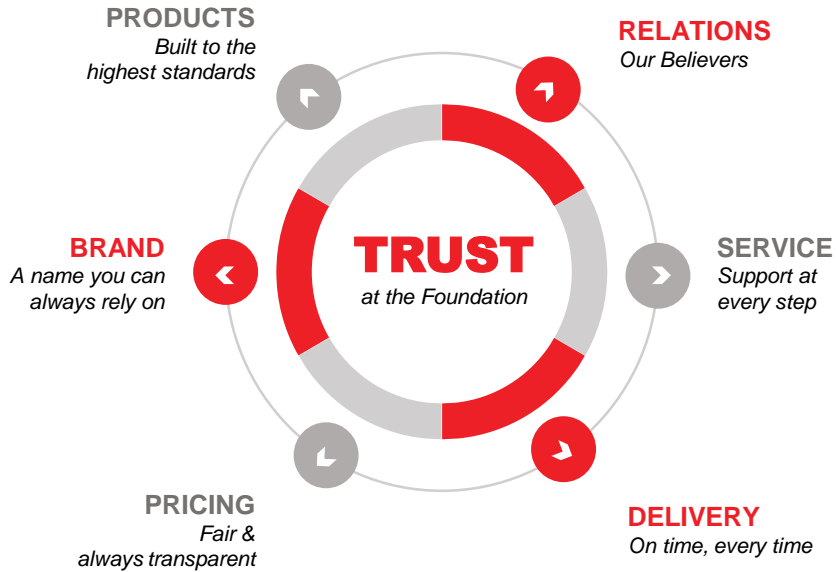 PRODUCTS
Built to the
highest standards
RELATIONS
Our Believers
BRAND
A name you can
always rely on
TRUST
at the Foundation
SERVICE
Support at
every step
PRICING
Fair &
always transparent
DELIVERY
On time, every time